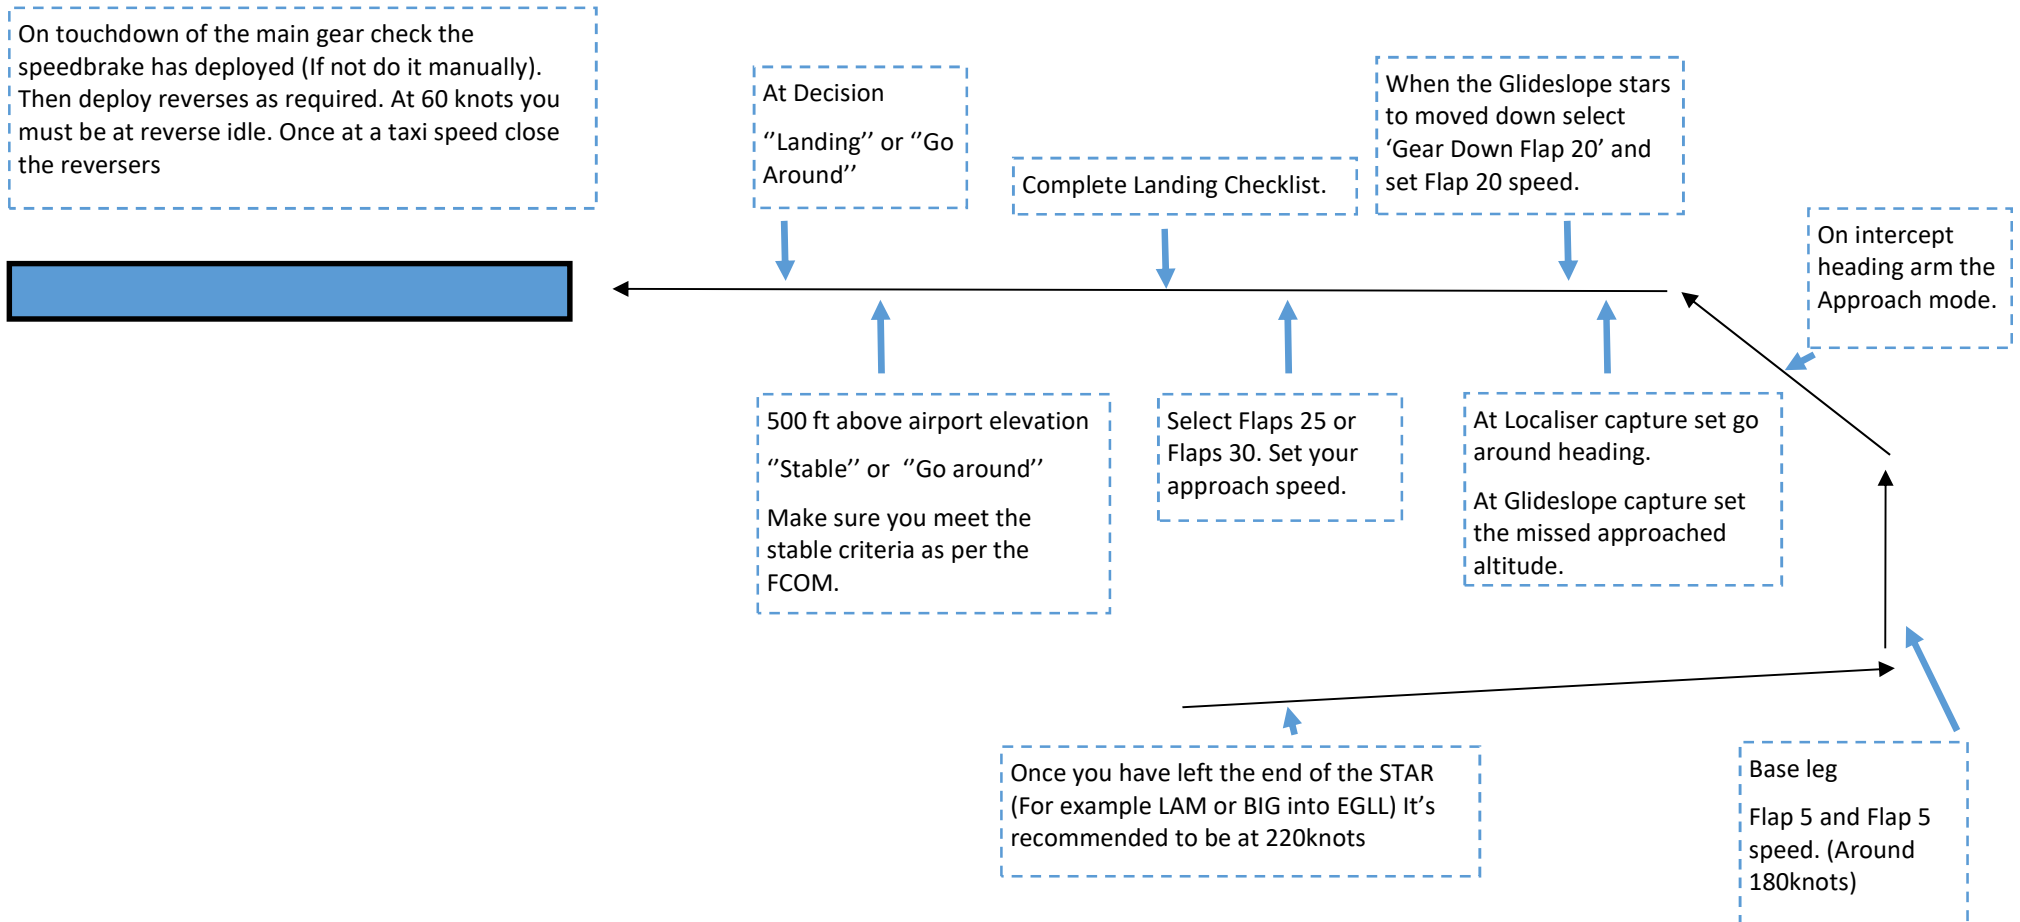 On touchdown of the main gear check the
speedbrake has deployed (If not do it manually).
Then deploy reverses as required. At 60 knots you
must be at reverse idle. Once at a taxi speed close
the reversers
At Decision
‘’Landing’’ or ‘’Go
Around’’
Complete Landing Checklist.
When the Glideslope stars
to moved down select
‘Gear Down Flap 20’ and
set Flap 20 speed.
On intercept
heading arm the
Approach mode.
500 ft above airport elevation
‘’Stable’’ or  ‘’Go around’’
Make sure you meet the
stable criteria as per the
FCOM.
Select Flaps 25 or
Flaps 30. Set your
approach speed.
At Localiser capture set go
around heading.
At Glideslope capture set
the missed approached
altitude.
Once you have left the end of the STAR
(For example LAM or BIG into EGLL) It’s
recommended to be at 220knots
Base leg
Flap 5 and Flap 5
speed. (Around
180knots)